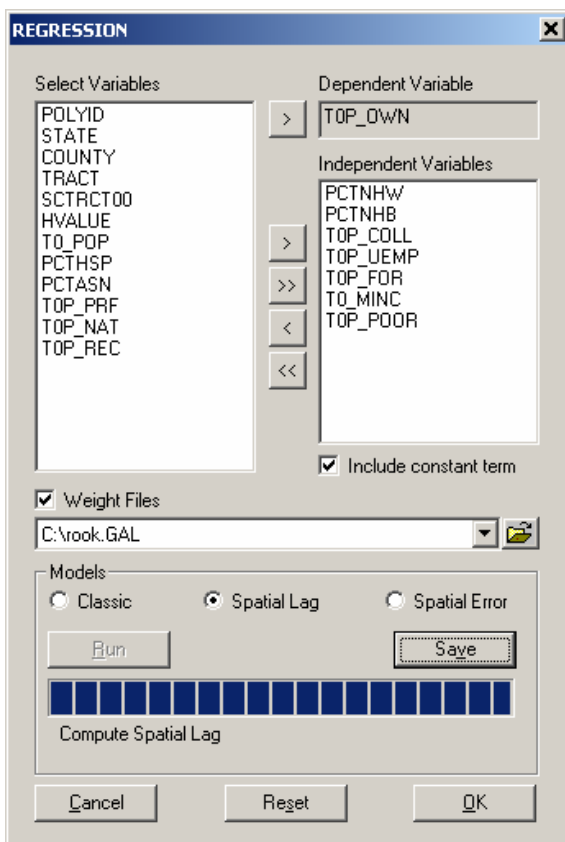 REGRESSION
Select Variables
POLYID
STATE
COUNTY
TRACT
SCTRCT00
HVALUE
T0_POP
PCTHSP
PCTASN
T0P_PRF
T0P_NAT
T0P_REC
>
Dependent Variable
T0P_OWN
Independent Variables
PCTNHW
PCTNHB
T0P_COLL
T0P_UEMP
T0P_FOR
T0_MINC
T0P_POOR
>
>>
<
<<
Include constant term
Weight Files
C:\rook.GAL
Models
Classic
Spatial Lag
Spatial Error
Run
Save
Compute Spatial Lag
Cancel
Reset
OK